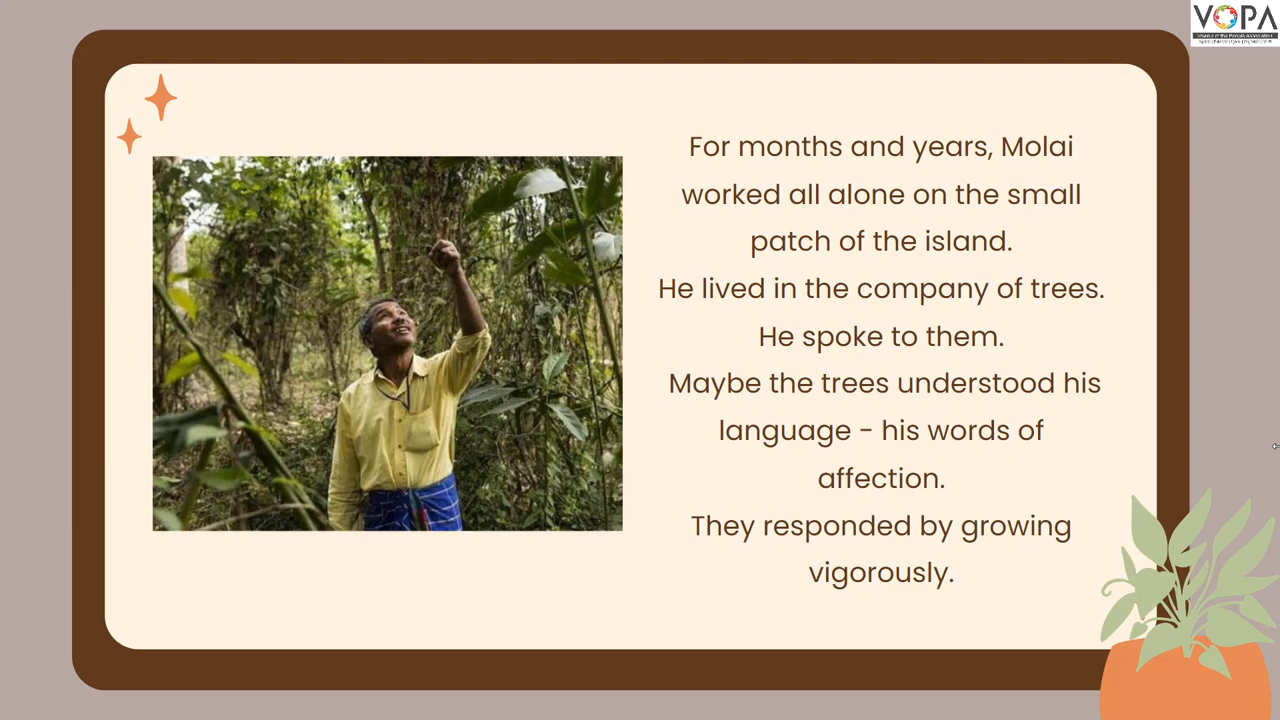 VOPA
For months and years, Molai
worked all alone on the small
patch of the island.
He lived in the company of trees.
He spoke to them.
Maybe the trees understood his
language - his words of
affection.
They responded by growing
vigorously.